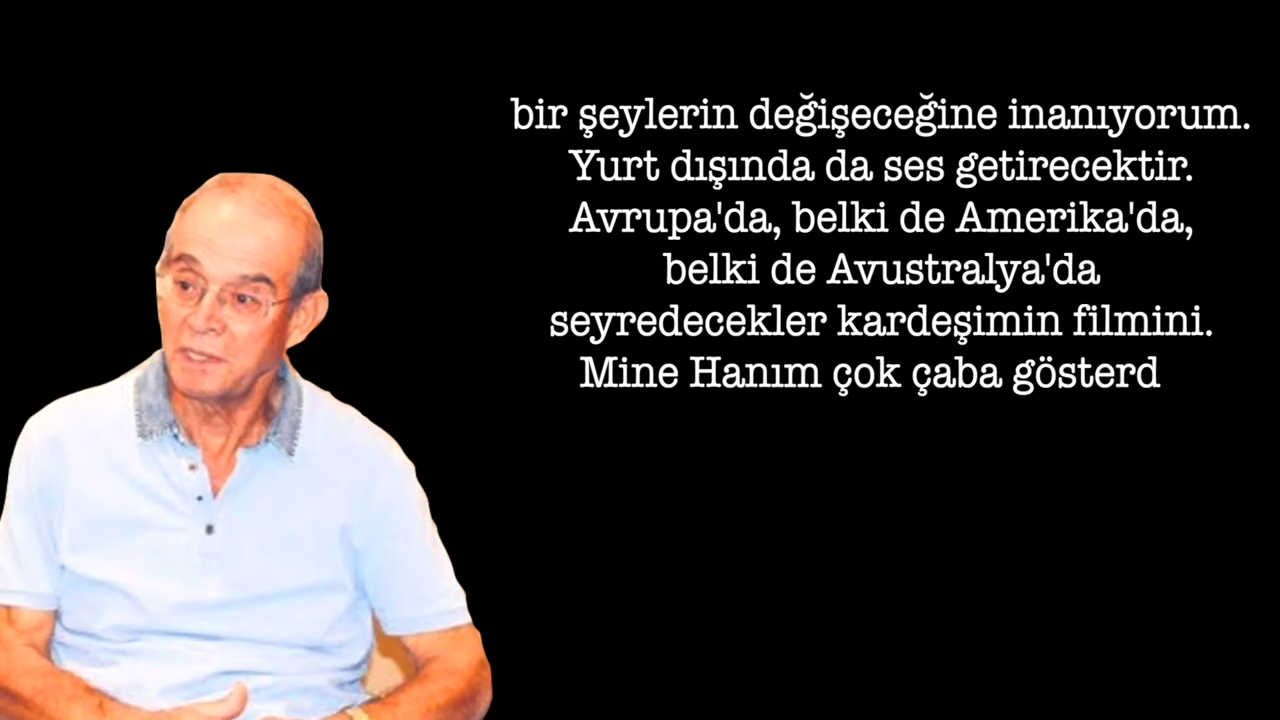 bir şeylerin değişeceğine inanıyorum.
Yurt dışında da ses getirecektir.
Avrupa'da, belki de Amerika'da,
belki de Avustralya'da
seyredecekler kardeşimin filmini.
Mine Hanım çok çaba gösterd